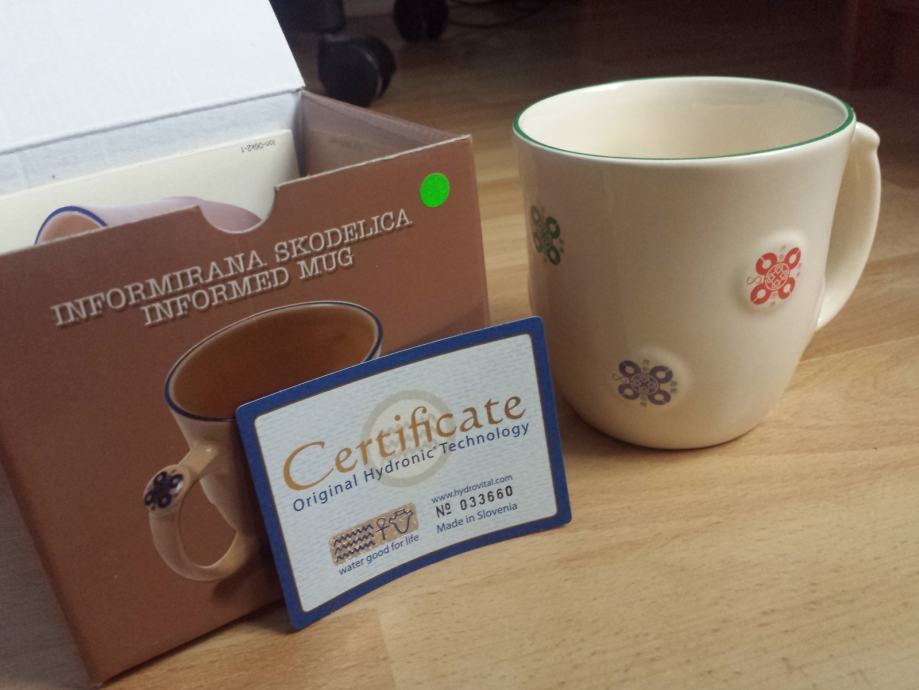 INFORMIRANA SKODELICA
INFORMED MUG
Certificate
Original Hydronic Technology
www.hydrovital.com
№ 033660
Made in Slovenia
water good for life